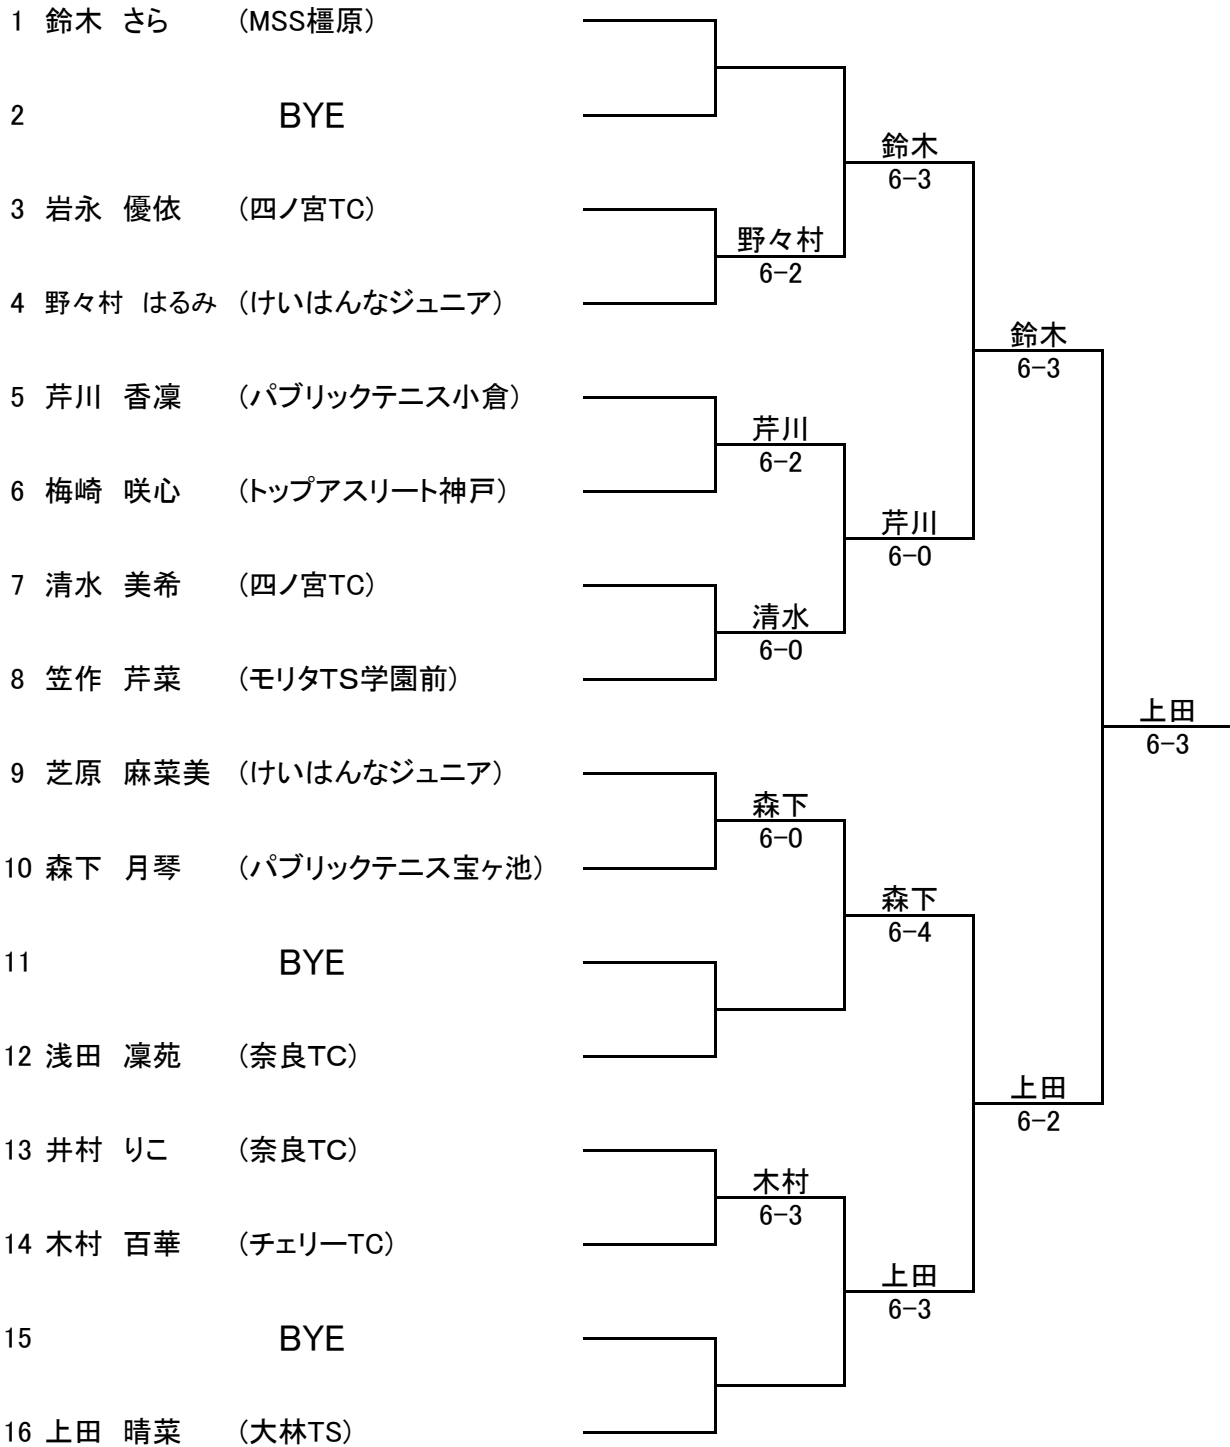 1 鈴木 さら (MSS橿原)
2 BYE
鈴木
6-3
3 岩永 優依 (四ノ宮TC)
野々村
6-2
4 野々村 はるみ (けいはんなジュニア)
鈴木
6-3
5 芹川 香凜 (パブリックテニス小倉)
芹川
6-2
6 梅崎 咲心 (トップアスリート神戸)
芹川
6-0
7 清水 美希 (四ノ宮TC)
清水
6-0
8 笠作 芹菜 (モリタTS学園前)
上田
6-3
9 芝原 麻菜美 (けいはんなジュニア)
森下
6-0
10 森下 月琴 (パブリックテニス宝ヶ池)
森下
6-4
11 BYE
12 浅田 凜苑 (奈良TC)
上田
6-2
13 井村 りこ (奈良TC)
木村
6-3
14 木村 百華 (チェリーTC)
上田
6-3
15 BYE
16 上田 晴菜 (大林TS)